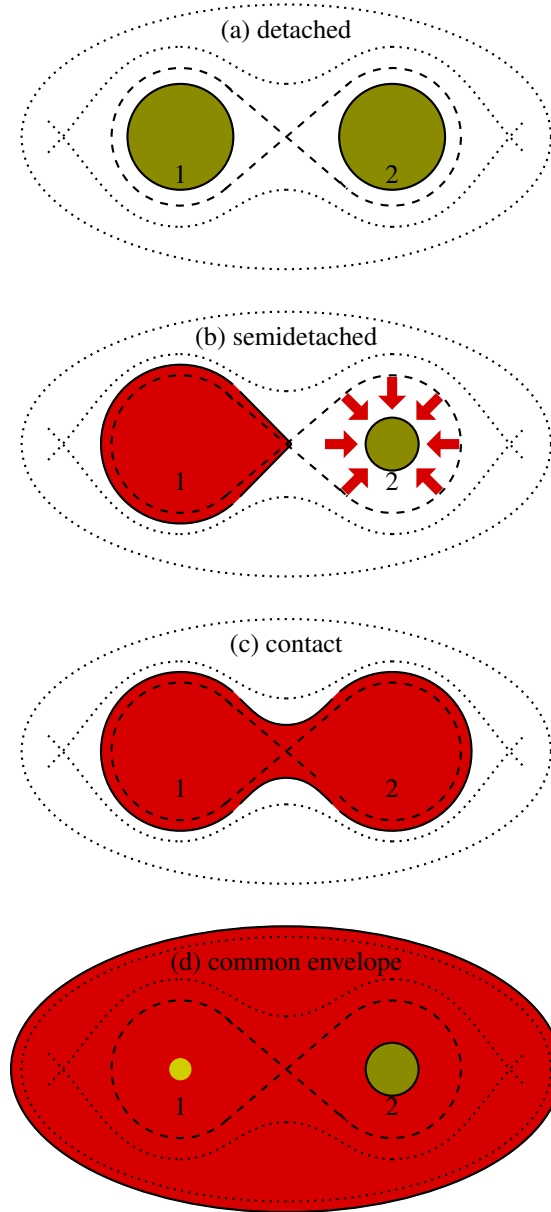 (a) detached
1 2
(b) semidetached
1 2
(c) contact
1 2
(d) common envelope
1 2